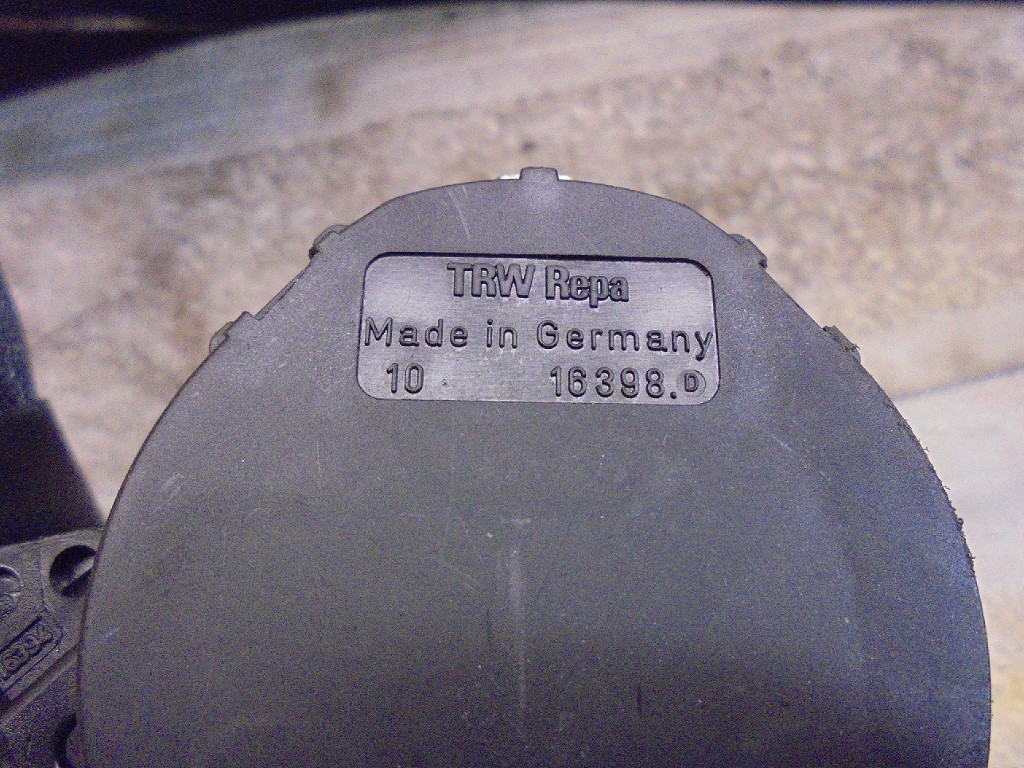 TRW Repa
Made in Germany
10 16398.D